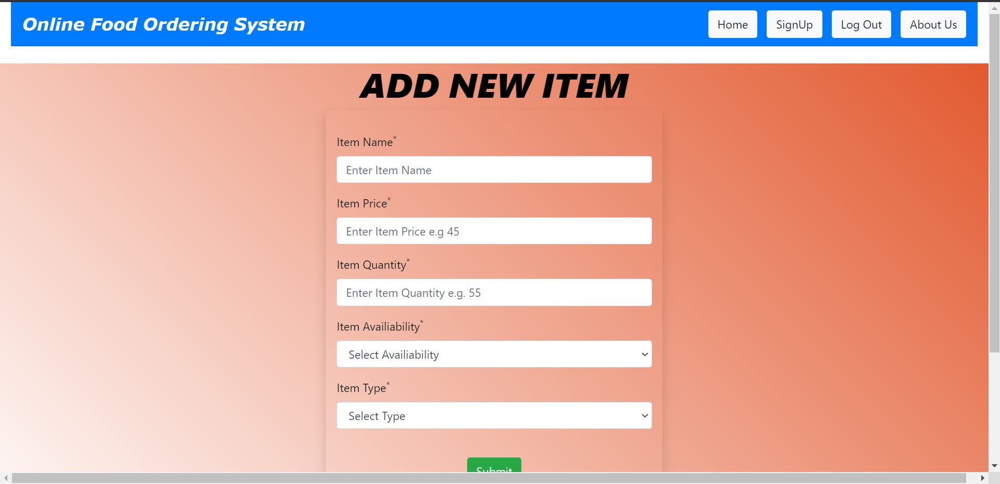 Online Food Ordering System
Home SignUp Log Out About Us
ADD NEW ITEM
Item Name*
Enter Item Name
Item Price*
Enter Item Price e.g 45
Item Quantity*
Enter Item Quantity e.g. 55
Item Availiability*
Select Availiability
Item Type*
Select Type
Submit